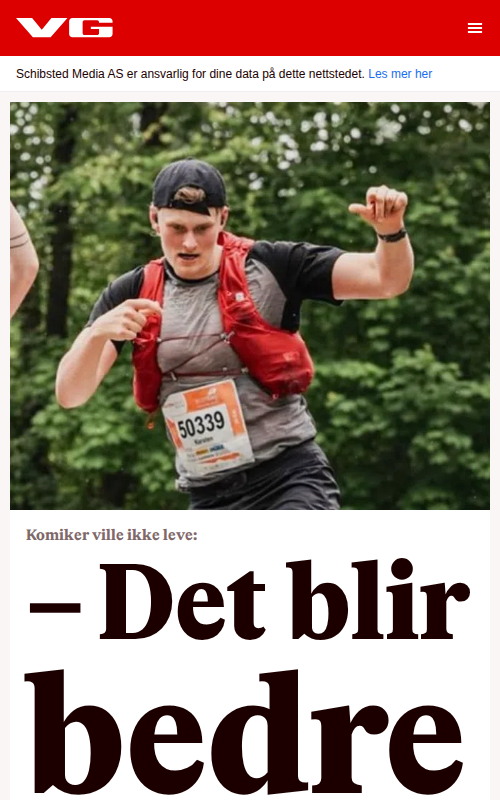 VG
Schibsted Media AS er ansvarlig for dine data på dette nettstedet. Les mer her
50339
Komiker ville ikke leve:
– Det blir
bedre